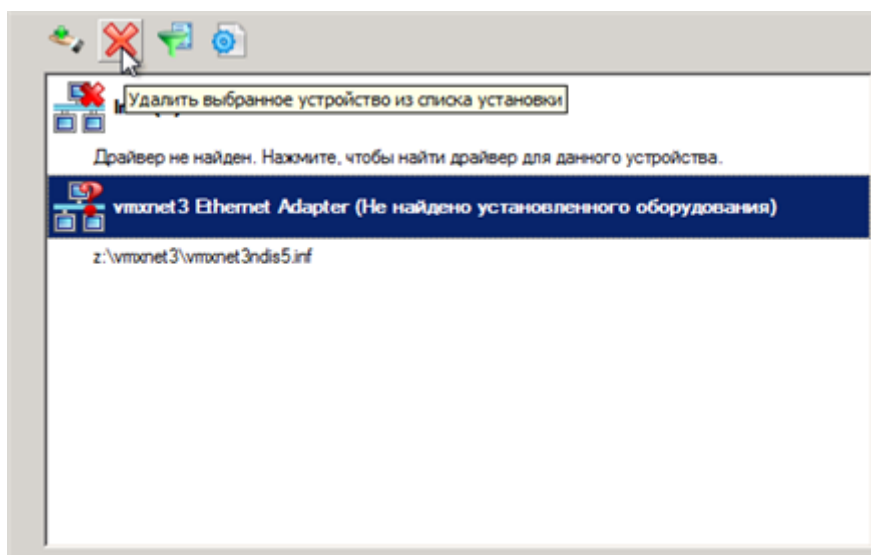 Удалить выбранное устройство из списка установки
Драйвер не найден. Нажмите, чтобы найти драйвер для данного устройства.
vmxnet3 Ethernet Adapter (Не найдено установленного оборудования)
z:\vmxnet3\vmxnet3ndis5.inf